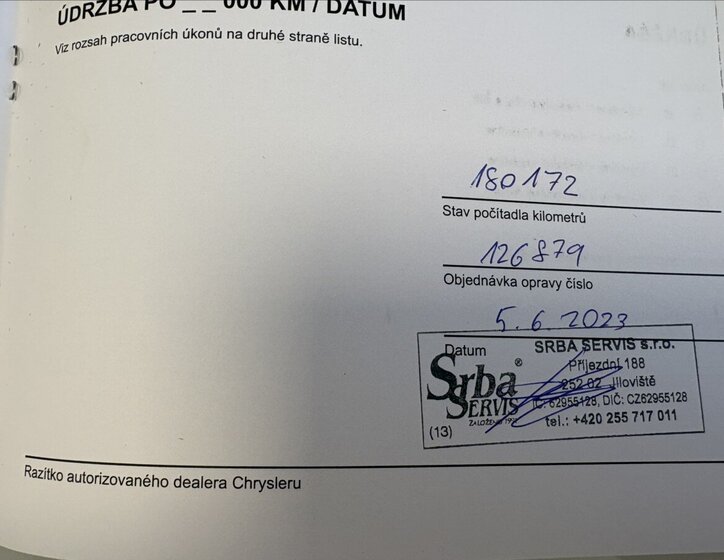 ÚDRŽBA PO _ _ 000 KM / DATUM
Viz rozsah pracovních úkonů na druhé straně listu.
180172
Stav počítadla kilometrů
126879
Objednávka opravy číslo
5. 6. 2023
Datum
SRBA SERVIS s.r.o.
Příjezdní 188
252 02 Jíloviště
IČ: 62955128, DIČ: CZ62955128
tel.: +420 255 717 011
Srba®
SERVIS
(13)
Razítko autorizovaného dealera Chrysleru